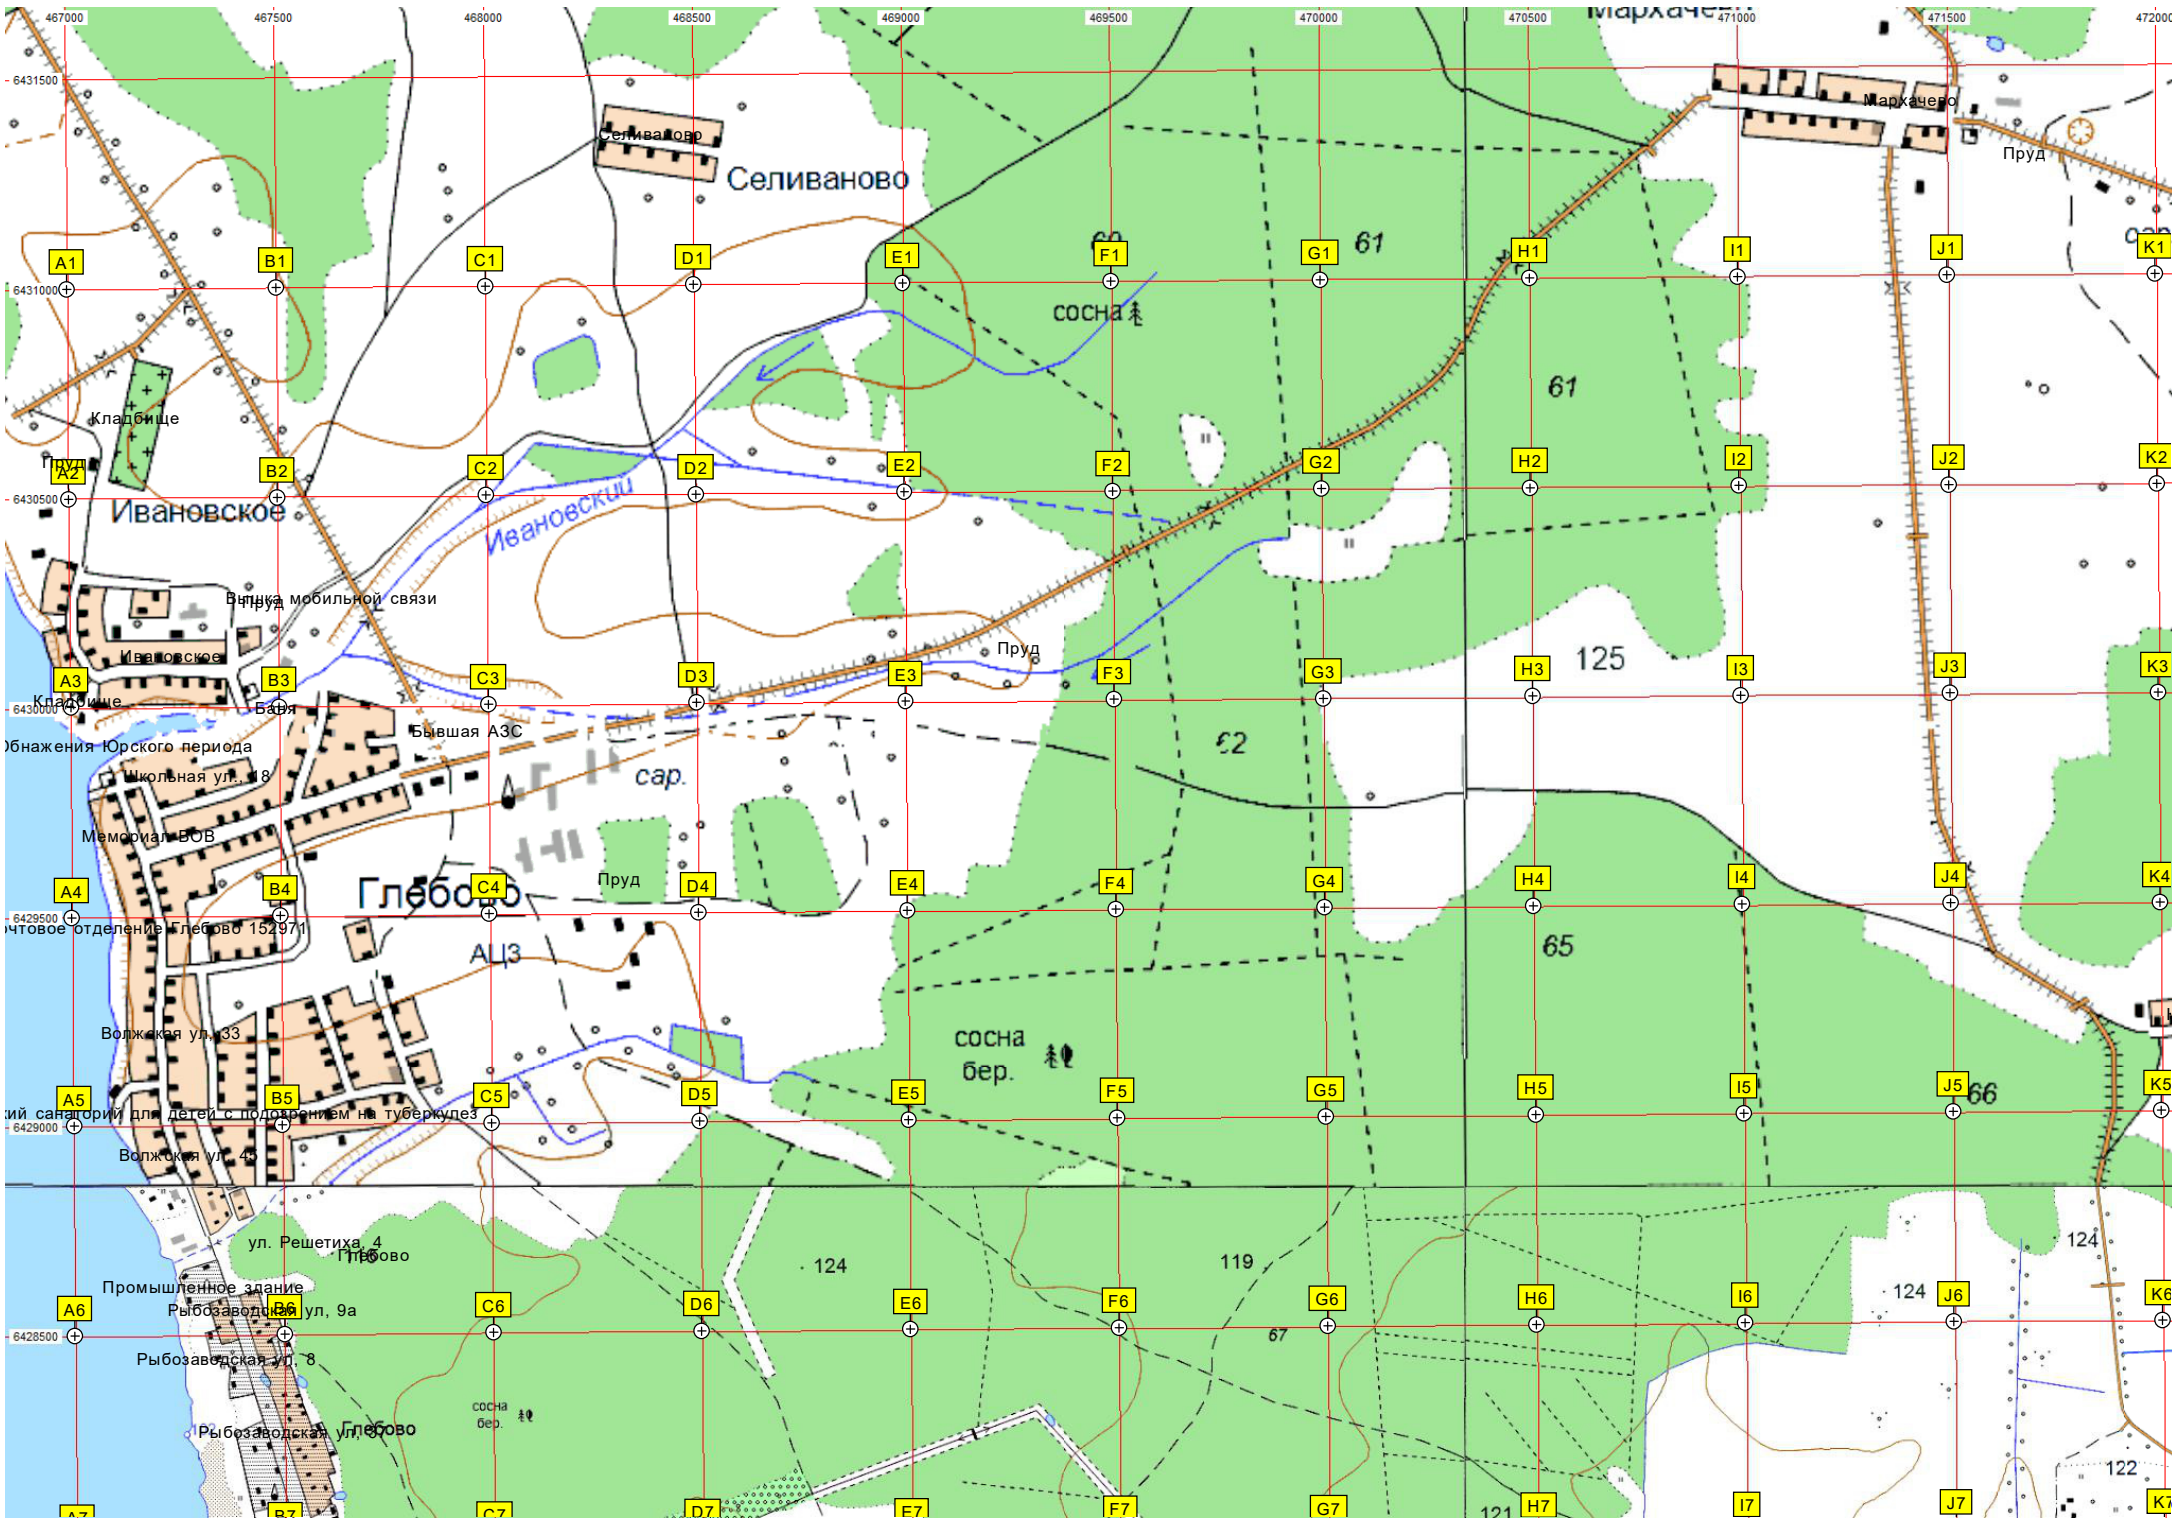 467000 467500 468000 468500 469000 469500 470000 470500 471000 471500 472000
Мархачево
6431500
Мархачево
Селиваново
Пруд
Селиваново
60 61
сар
A1 B1 C1 D1 E1 F1 G1 H1 I1 J1 K1
6431000
сосна
61
Кладбище
Пруд
A2 B2 C2 D2 E2 F2 G2 H2 I2 J2 K2
6430500
Ивановское
Ивановский
Вышка мобильной связи
Пруд
Ивановское
Пруд
125
A3 B3 C3 D3 E3 F3 G3 H3 I3 J3 K3
Кладбище
6430000
Баня
Бывшая АЗС
Обнажения Юрского периода
62
Школьная ул., 18
сар.
Мемориал ВОВ
Глебово
Пруд
A4 B4 C4 D4 E4 F4 G4 H4 I4 J4 K4
6429500
очтовое отделение Глебово 152971
АЦЗ
65
Волжская ул, 33
сосна
бер.
A5 B5 C5 D5 E5 F5 G5 H5 I5 J5 K5
66
кий санаторий для детей с подозрением на туберкулез
6429000
Волжская ул, 45
ул. Решетиха, 4
Глебово
124 119 124
Промышленное здание
124
A6 B6 C6 D6 E6 F6 G6 H6 I6 J6 K6
Рыбозаводская ул, 9а
6428500
67
Рыбозаводская ул, 8
сосна
бер.
Рыбозаводская ул, 37
Глебово
122
A7 B7 C7 D7 E7 F7 G7 H7 I7 J7 K7
121